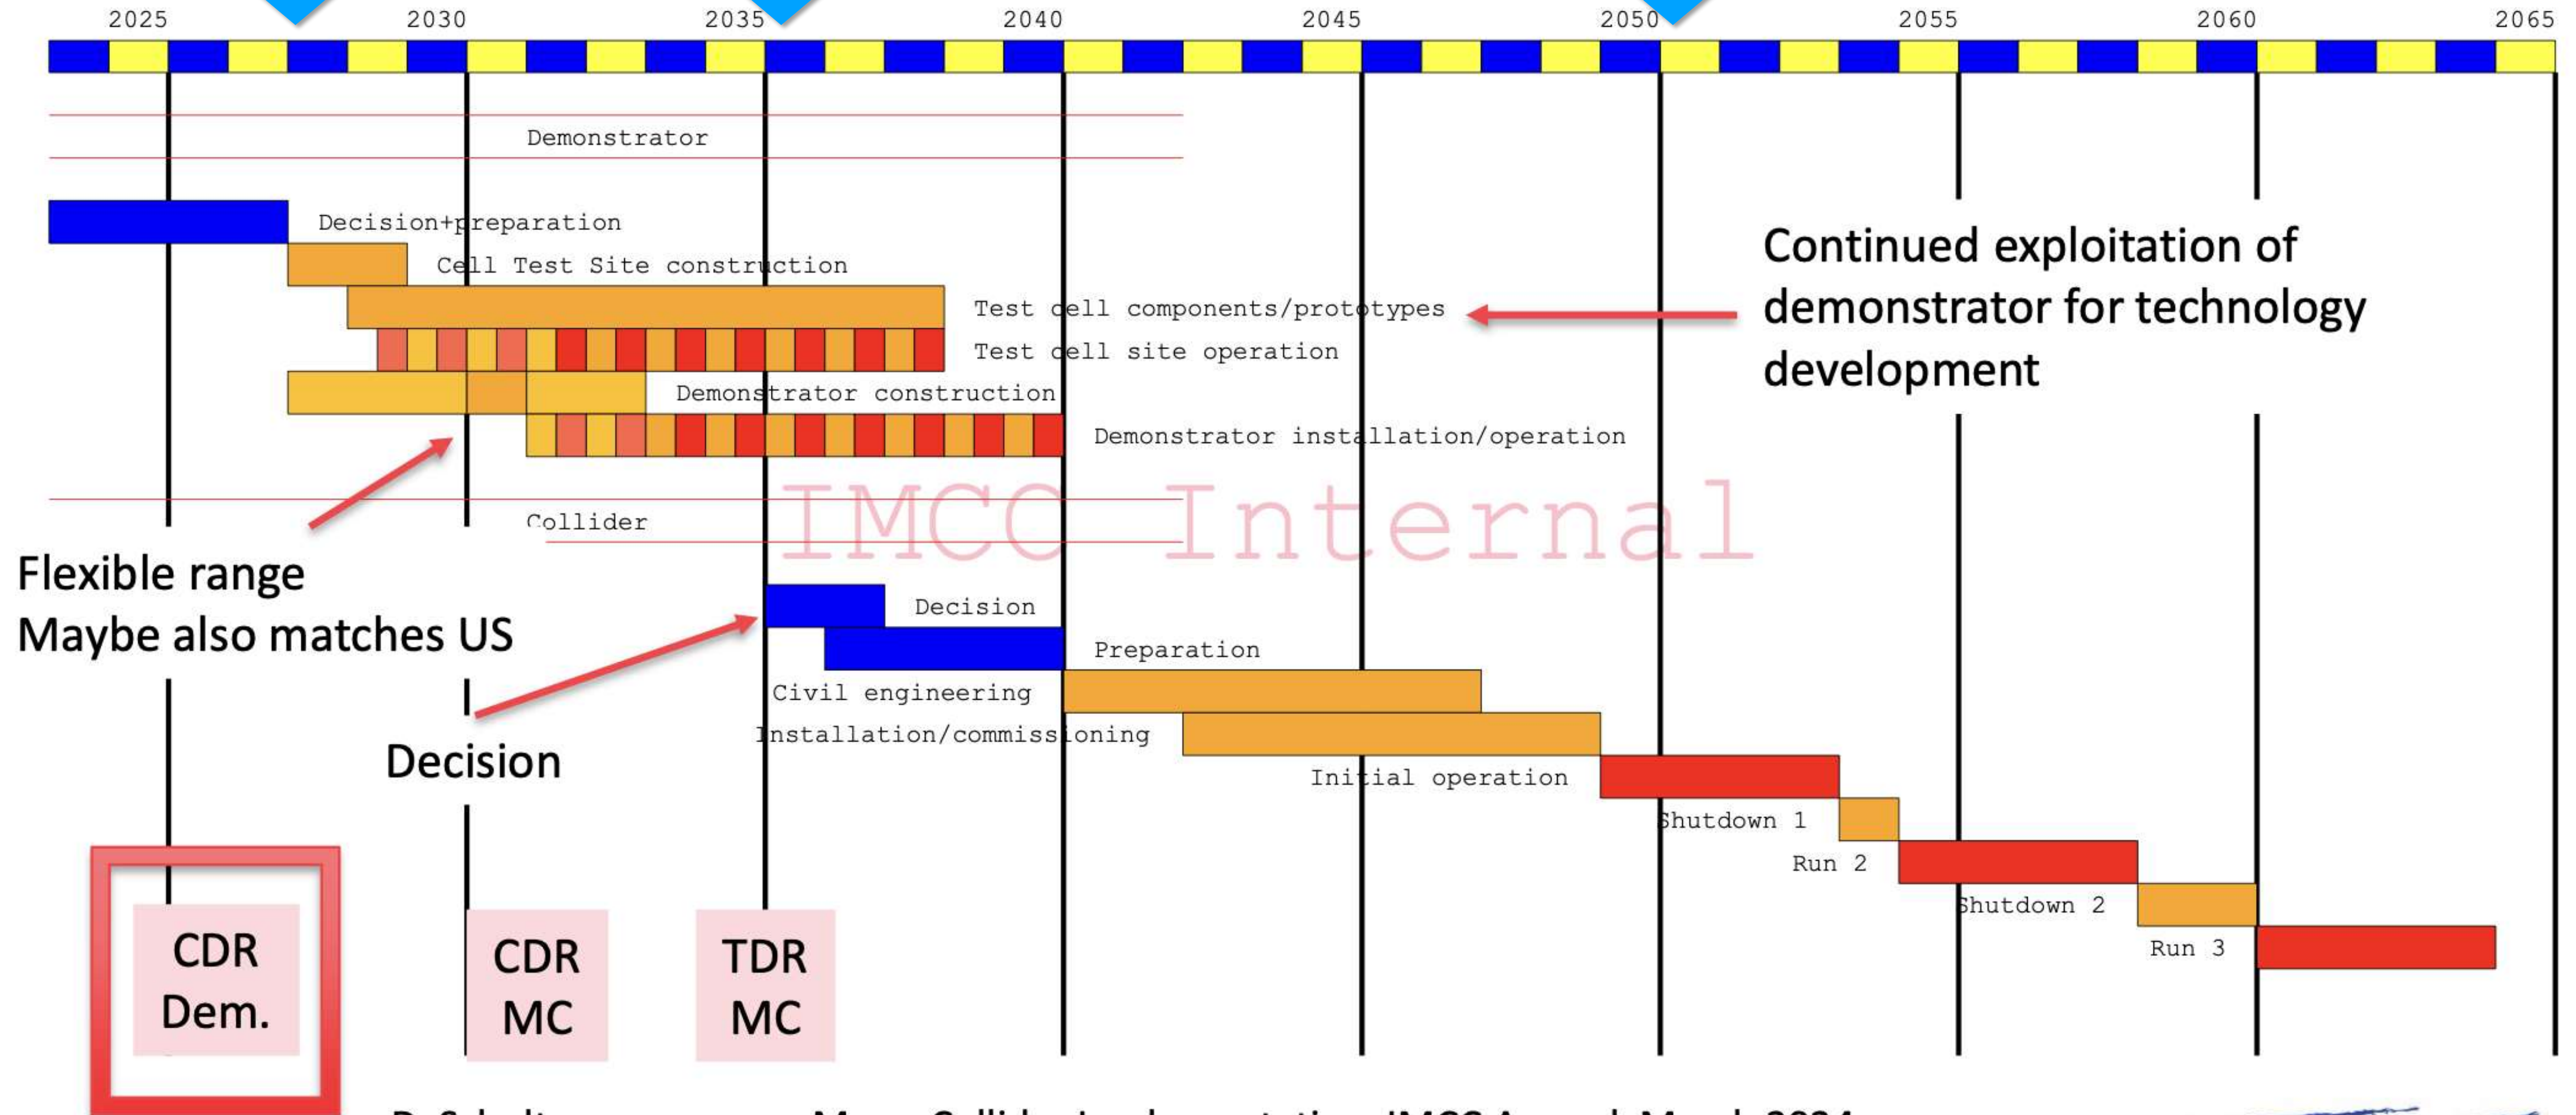 2025 2030 2035 2040 2045 2050 2055 2060 2065
Demonstrator
Decision+preparation
Cell Test Site construction
Test cell components/prototypes
Test cell site operation
Demonstrator construction
Demonstrator installation/operation
Continued exploitation of
demonstrator for technology
development
IMCC Internal
Collider
Flexible range
Maybe also matches US
Decision
Preparation
Civil engineering
Installation/commissioning
Decision
Initial operation
Shutdown 1
Run 2
Shutdown 2
Run 3
CDR
Dem.
CDR
MC
TDR
MC